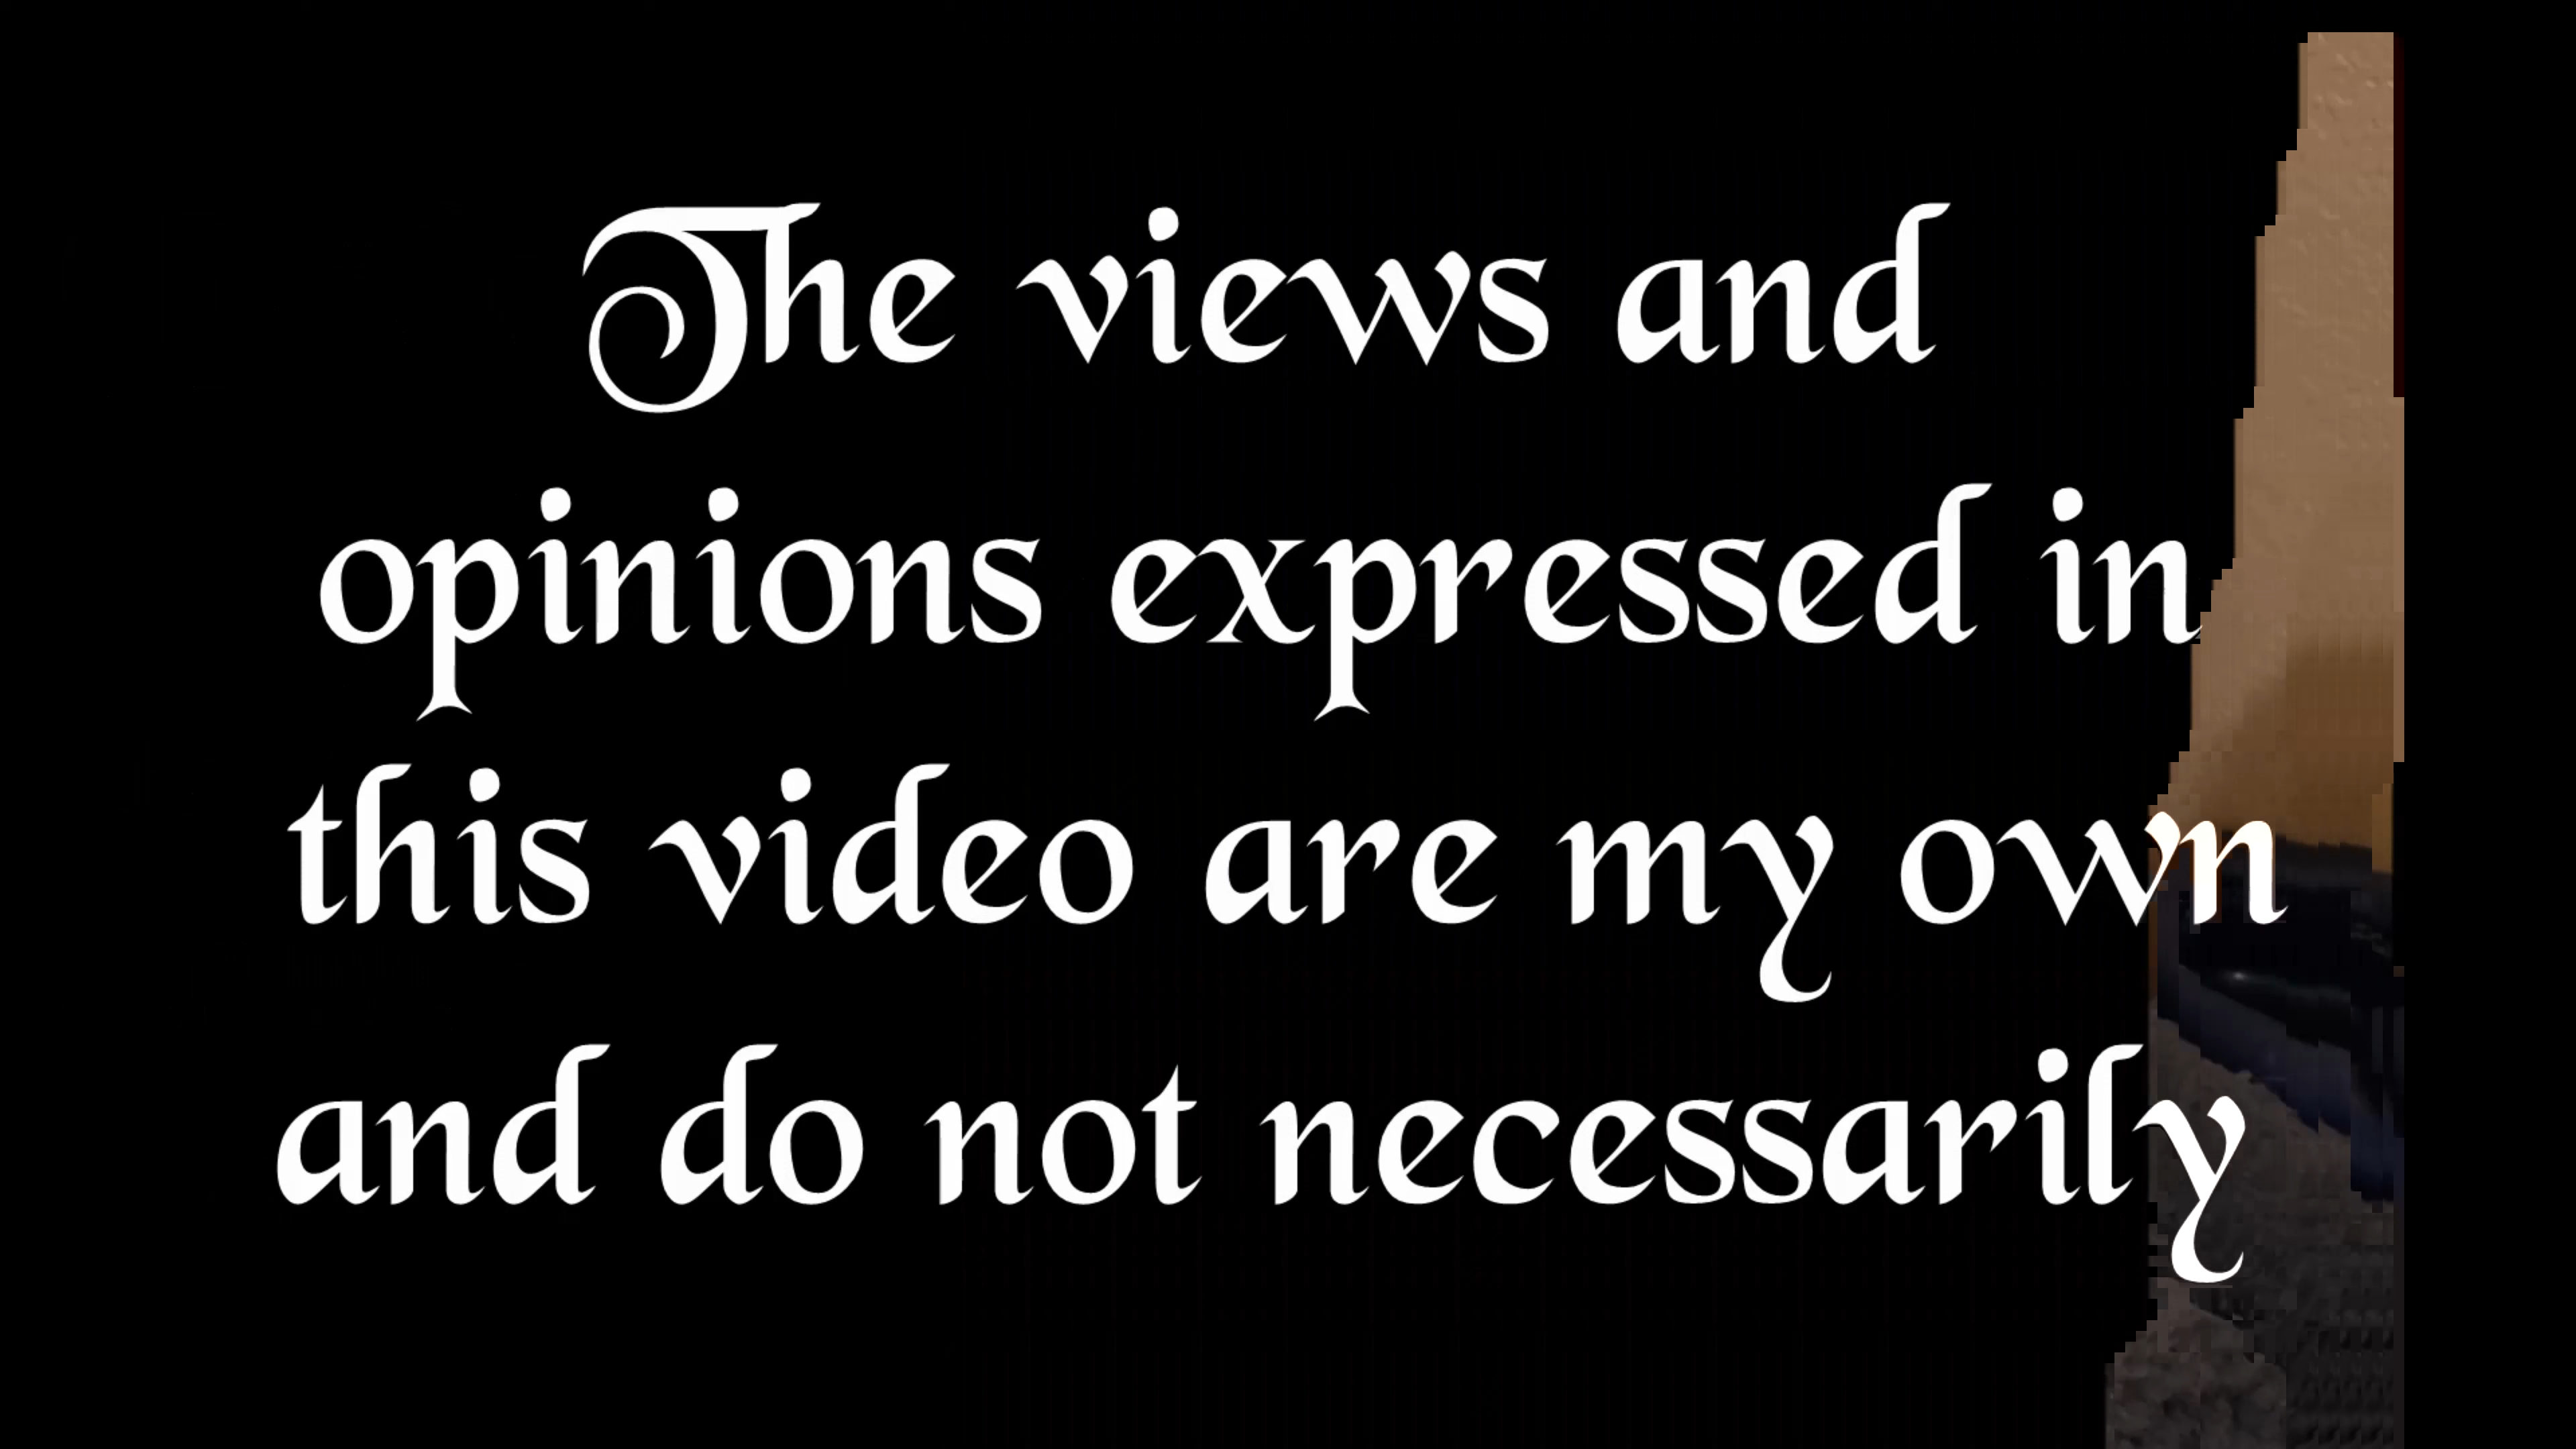 The views and
opinions expressed in
this video are my own
and do not necessarily